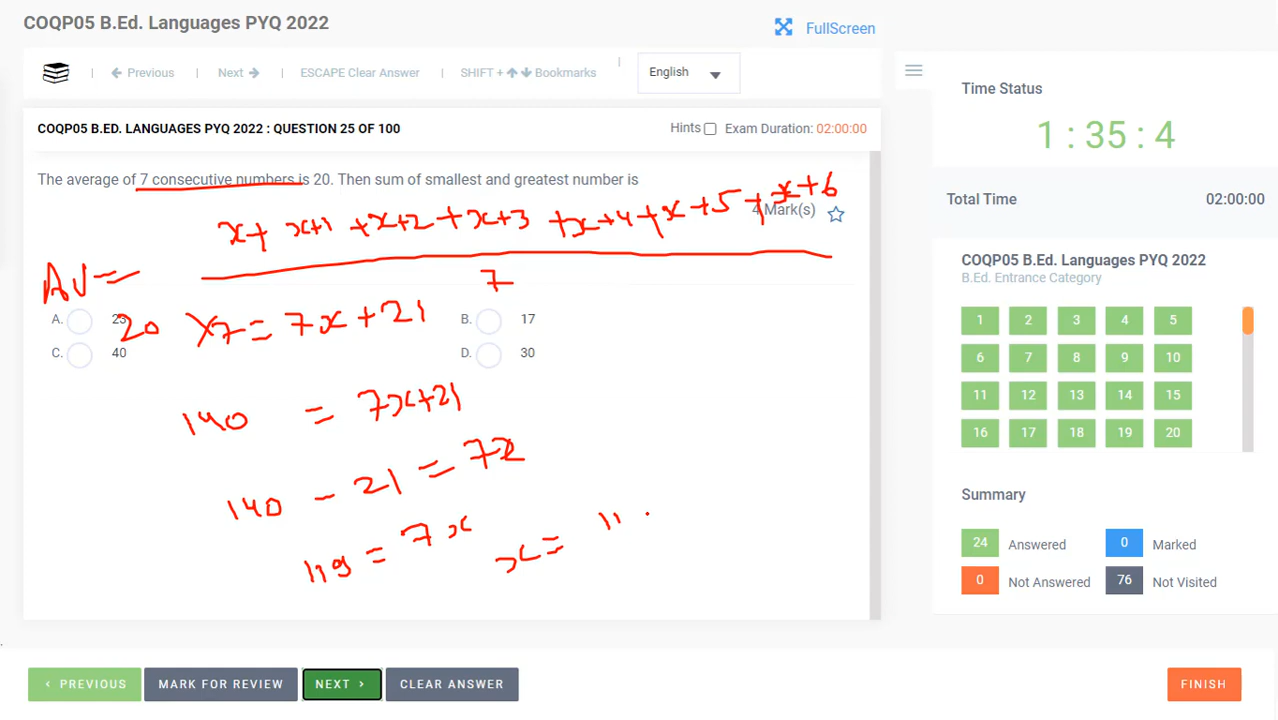 COQP05 B.Ed. Languages PYQ 2022
FullScreen
Previous
Next
ESCAPE Clear Answer
SHIFT + Bookmarks
English
COQP05 B.ED. LANGUAGES PYQ 2022 : QUESTION 25 OF 100
Hints
Exam Duration: 02:00:00
The average of 7 consecutive numbers is 20. Then sum of smallest and greatest number is
4 Mark(s)
x+ x+1 +x+2 +x+3 +x+4 +x +5 +x+6
AV=
7
A. 23
B. 17
20 x7 = 7x +21
C. 40
D. 30
140 = 7x+21
140 - 21 = 7x
119 = 7x
x= 11
PREVIOUS
MARK FOR REVIEW
NEXT
CLEAR ANSWER
Time Status
1 : 35 : 4
Total Time 02:00:00
COQP05 B.Ed. Languages PYQ 2022
B.Ed. Entrance Category
1 2 3 4 5
6 7 8 9 10
11 12 13 14 15
16 17 18 19 20
Summary
24 Answered
0 Marked
0 Not Answered
76 Not Visited
FINISH